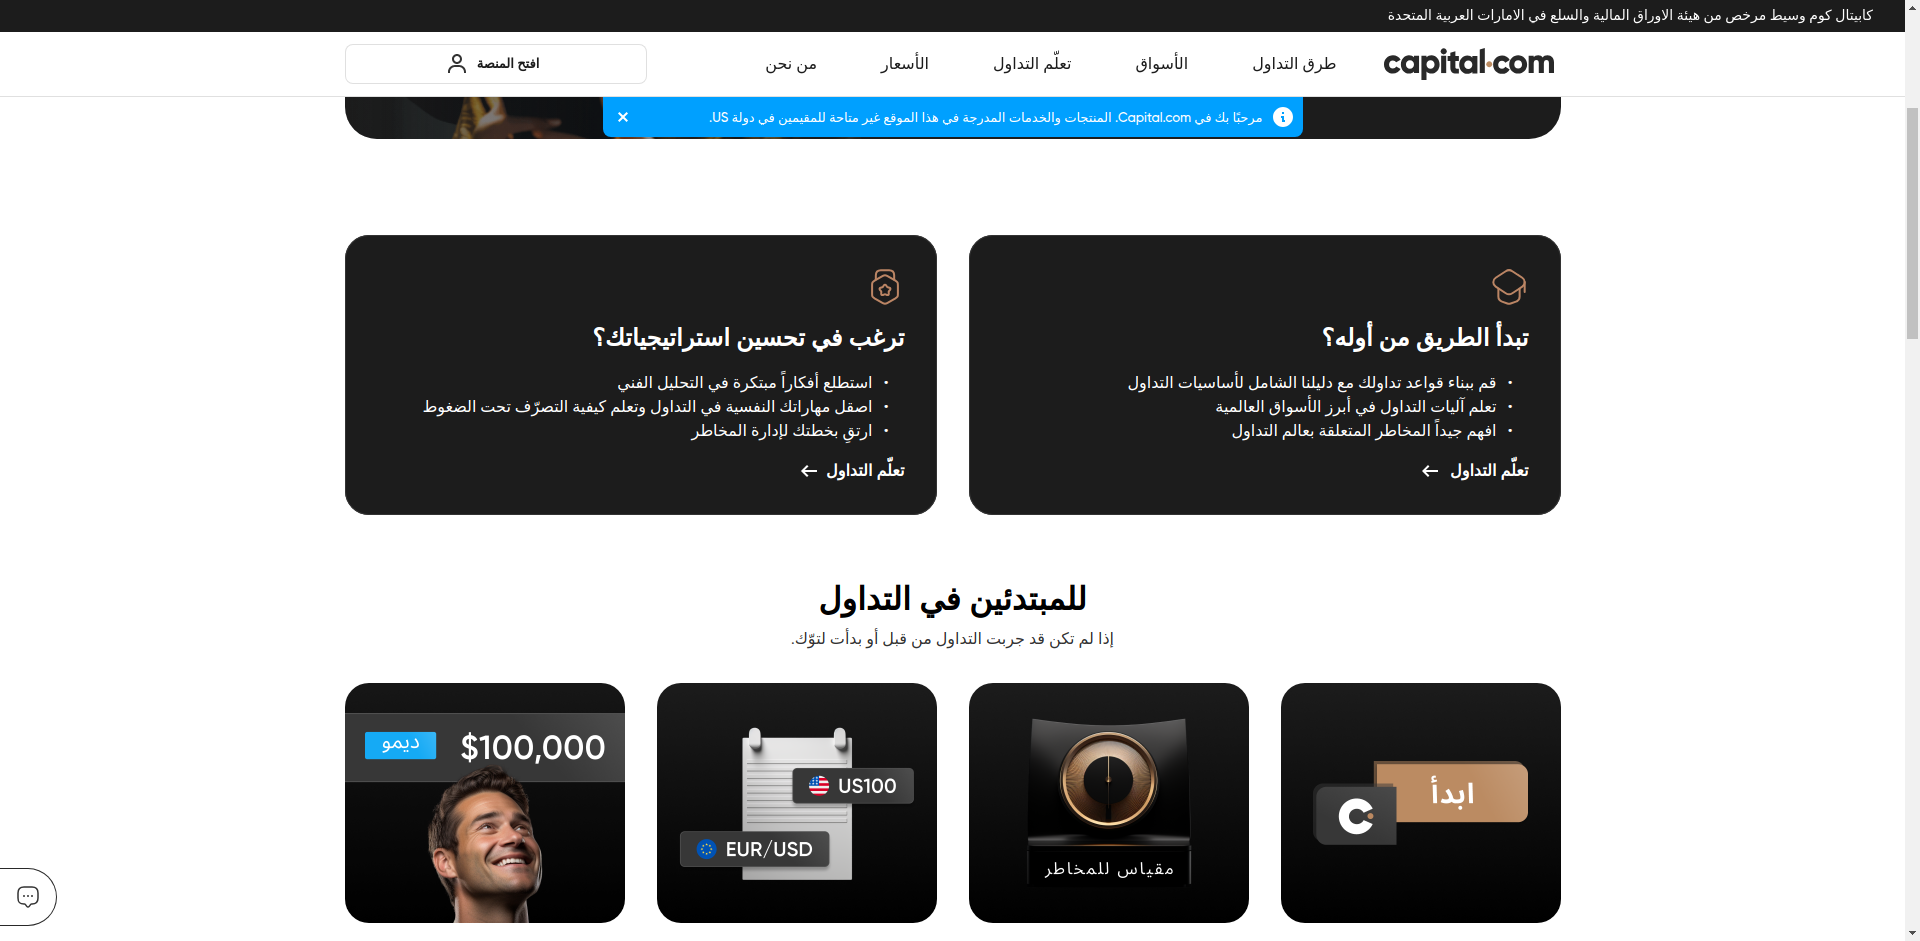 كابيتال كوم وسيط مرخص من هيئة الاوراق المالية والسلع في الامارات العربية المتحدة
capital.com
طرق التداول
الأسواق
تعلّم التداول
الأسعار
من نحن
افتح المنصة
مرحبًا بك في Capital.com. المنتجات والخدمات المدرجة في هذا الموقع غير متاحة للمقيمين في دولة US.
تبدأ الطريق من أوله؟
• قم ببناء قواعد تداولك مع دليلنا الشامل لأساسيات التداول
• تعلم آليات التداول في أبرز الأسواق العالمية
• افهم جيداً المخاطر المتعلقة بعالم التداول
تعلّم التداول
ترغب في تحسين استراتيجياتك؟
• استطلع أفكاراً مبتكرة في التحليل الفني
• اصقل مهاراتك النفسية في التداول وتعلم كيفية التصرّف تحت الضغوط
• ارتقِ بخطتك لإدارة المخاطر
تعلّم التداول
للمبتدئين في التداول
إذا لم تكن قد جربت التداول من قبل أو بدأت لتوّك.
ابدأ
مقياس للمخاطر
US100
EUR/USD
$100,000
ديمو